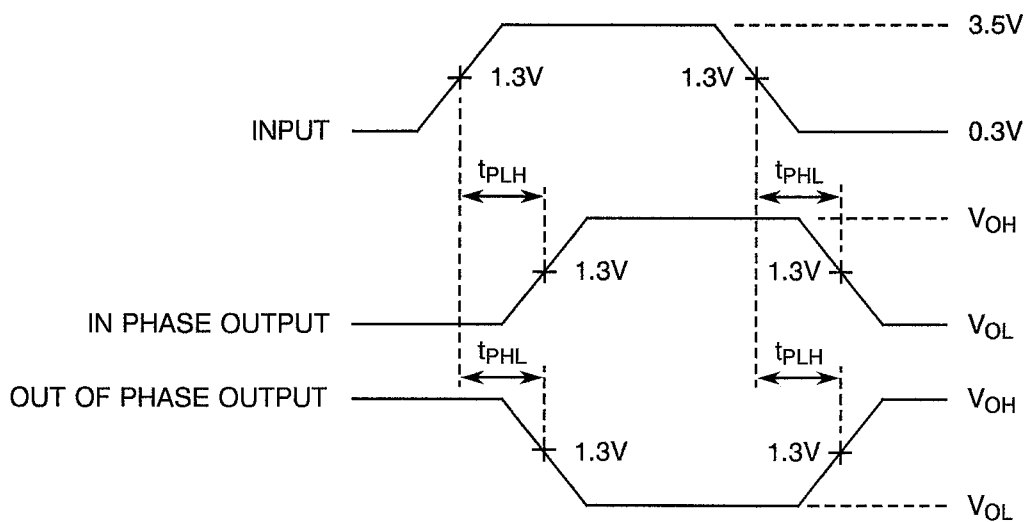 3.5V
1.3V 1.3V
INPUT 0.3V
tPLH tPHL
VOH
1.3V 1.3V
IN PHASE OUTPUT VOL
tPHL tPLH
OUT OF PHASE OUTPUT VOH
1.3V 1.3V
VOL